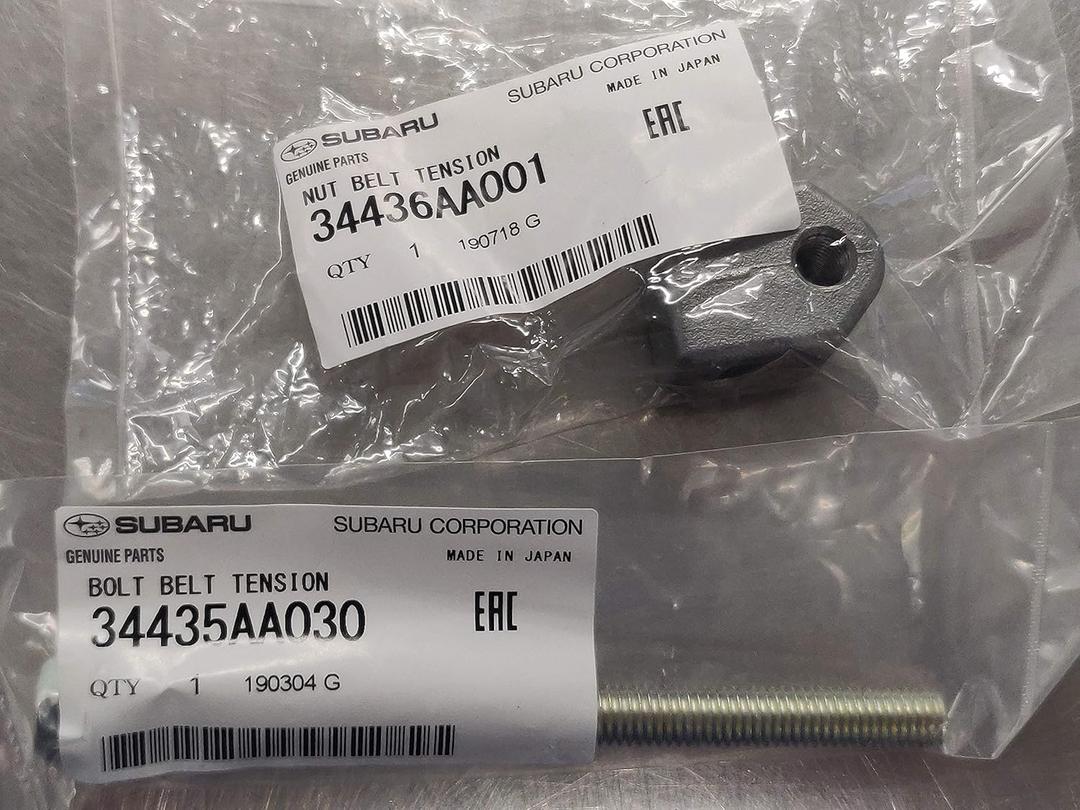 SUBARU SUBARU CORPORATION
GENUINE PARTS MADE IN JAPAN
NUT BELT TENSION EAC
34436AA001
QTY 1 190718 G
SUBARU SUBARU CORPORATION
GENUINE PARTS MADE IN JAPAN
BOLT BELT TENSION
34435AA030 EAC
QTY 1 190304 G